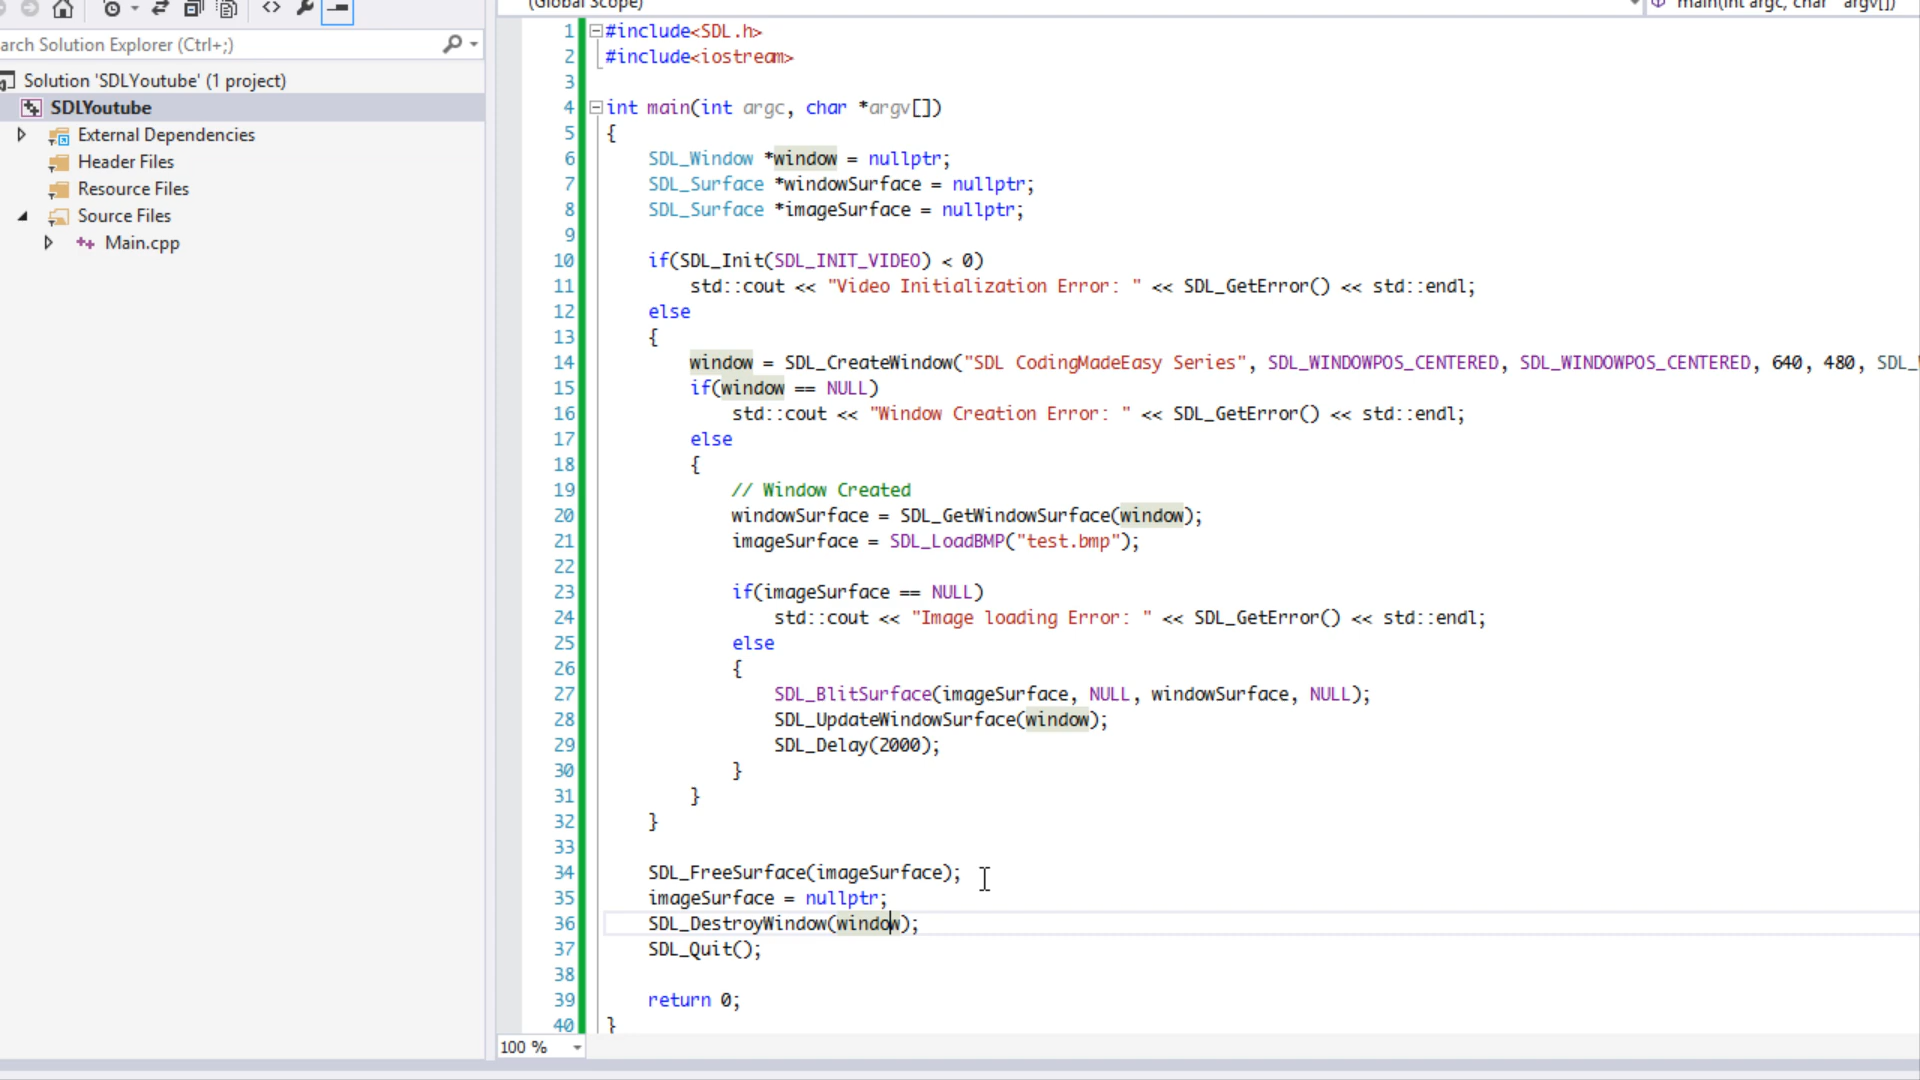 (Global Scope)
main(int argc, char * argv[])
arch Solution Explorer (Ctrl+;)
Solution 'SDLYoutube' (1 project)
SDLYoutube
External Dependencies
Header Files
Resource Files
Source Files
Main.cpp
1 #include<SDL.h>
2 #include<iostream>
3
4 int main(int argc, char *argv[])
5 {
6 SDL_Window *window = nullptr;
7 SDL_Surface *windowSurface = nullptr;
8 SDL_Surface *imageSurface = nullptr;
9
10 if(SDL_Init(SDL_INIT_VIDEO) < 0)
11 std::cout << "Video Initialization Error: " << SDL_GetError() << std::endl;
12 else
13 {
14 window = SDL_CreateWindow("SDL CodingMadeEasy Series", SDL_WINDOWPOS_CENTERED, SDL_WINDOWPOS_CENTERED, 640, 480, SDL_
15 if(window == NULL)
16 std::cout << "Window Creation Error: " << SDL_GetError() << std::endl;
17 else
18 {
19 // Window Created
20 windowSurface = SDL_GetWindowSurface(window);
21 imageSurface = SDL_LoadBMP("test.bmp");
22
23 if(imageSurface == NULL)
24 std::cout << "Image loading Error: " << SDL_GetError() << std::endl;
25 else
26 {
27 SDL_BlitSurface(imageSurface, NULL, windowSurface, NULL);
28 SDL_UpdateWindowSurface(window);
29 SDL_Delay(2000);
30 }
31 }
32 }
33
34 SDL_FreeSurface(imageSurface);
35 imageSurface = nullptr;
36 SDL_DestroyWindow(window);
37 SDL_Quit();
38
39 return 0;
40 }
100 %